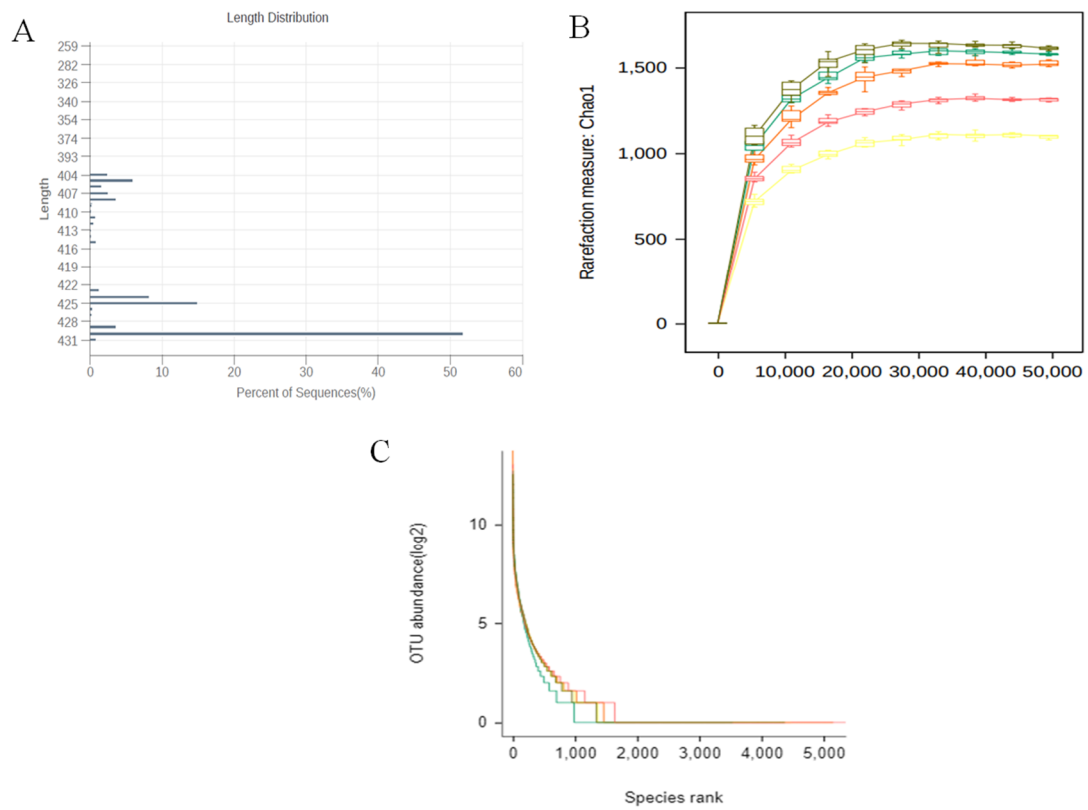 A
Length Distribution
Length
259
282
326
340
354
374
393
404
407
410
413
416
419
422
425
428
431
0 10 20 30 40 50 60
Percent of Sequences(%)
B
Rarefaction measure: Chao1
1,500
1,000
500
0
0 10,000 20,000 30,000 40,000 50,000
C
OTU abundance(log2)
10
5
0
0 1,000 2,000 3,000 4,000 5,000
Species rank